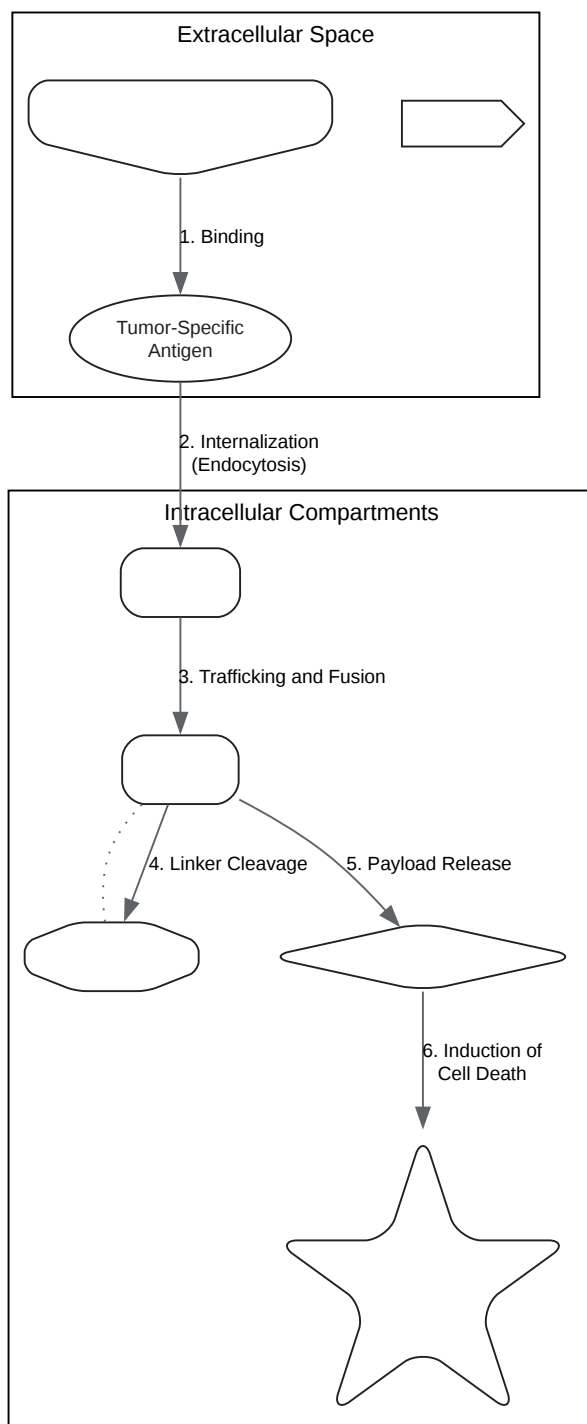 Extracellular Space
1. Binding
Tumor-Specific
Antigen
2. Internalization
(Endocytosis)
Intracellular Compartments
3. Trafficking and Fusion
4. Linker Cleavage
5. Payload Release
6. Induction of
Cell Death